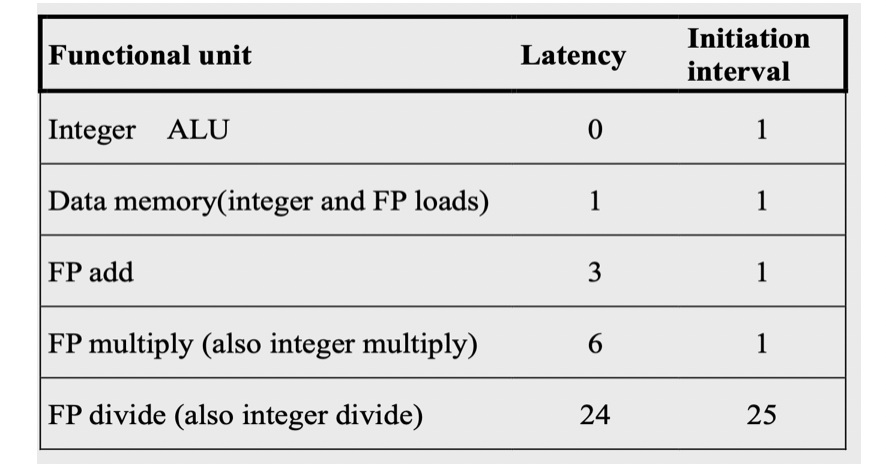 Functional unit Latency Initiation interval
Integer ALU 0 1
Data memory(integer and FP loads) 1 1
FP add 3 1
FP multiply (also integer multiply) 6 1
FP divide (also integer divide) 24 25